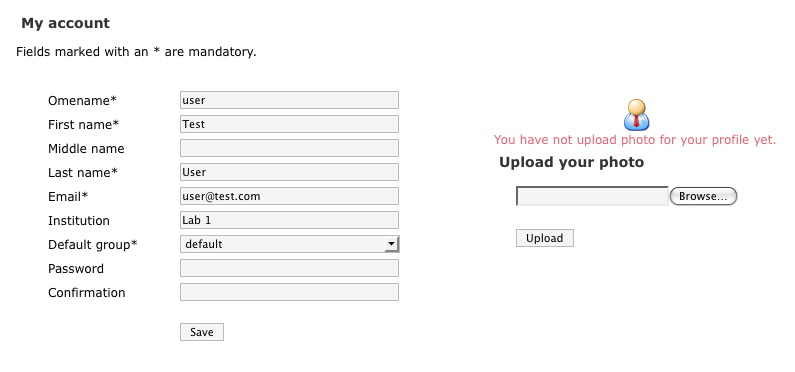 My account
Fields marked with an * are mandatory.
Omename* user
First name* Test
Middle name
Last name* User
Email* user@test.com
Institution Lab 1
Default group* default
Password
Confirmation
Save
You have not upload photo for your profile yet.
Upload your photo
Browse...
Upload